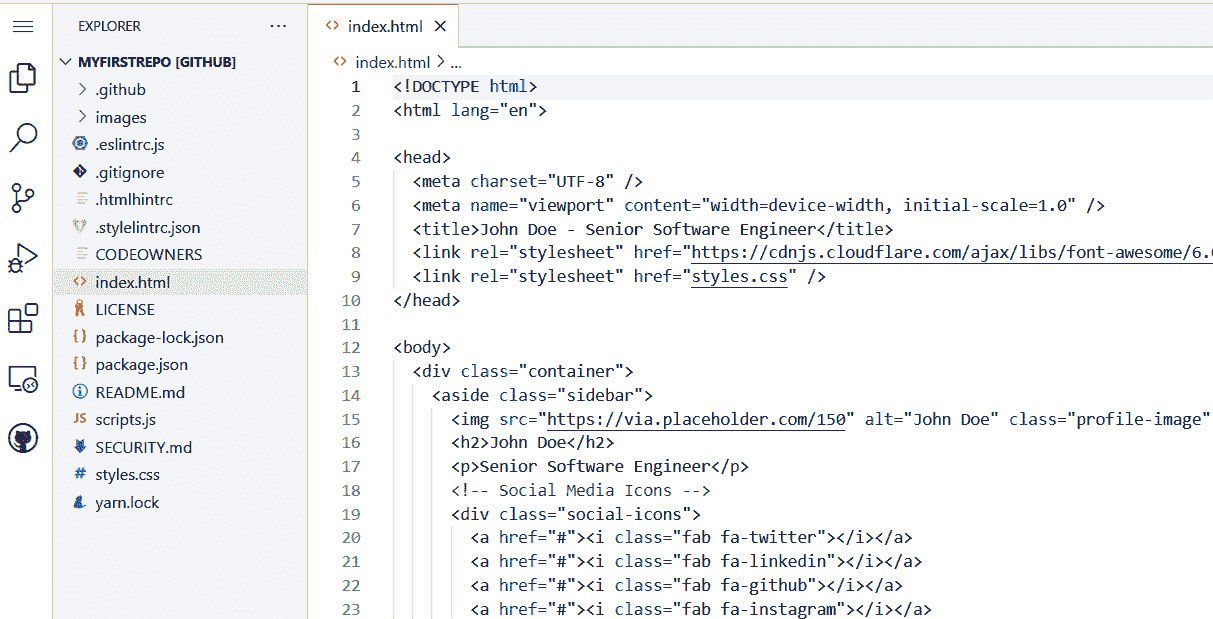 EXPLORER
...
MYFIRSTREPO [GITHUB]
.github
images
.eslintrc.js
.gitignore
.htmlhintrc
.stylelintrc.json
CODEOWNERS
index.html
LICENSE
package-lock.json
package.json
README.md
JS scripts.js
SECURITY.md
# styles.css
yarn.lock
<> index.html ×
<> index.html > ...
1 <!DOCTYPE html>
2 <html lang="en">
3
4 <head>
5 <meta charset="UTF-8" />
6 <meta name="viewport" content="width=device-width, initial-scale=1.0" />
7 <title>John Doe - Senior Software Engineer</title>
8 <link rel="stylesheet" href="https://cdnjs.cloudflare.com/ajax/libs/font-awesome/6.
9 <link rel="stylesheet" href="styles.css" />
10 </head>
11
12 <body>
13 <div class="container">
14 <aside class="sidebar">
15 <img src="https://via.placeholder.com/150" alt="John Doe" class="profile-image"
16 <h2>John Doe</h2>
17 <p>Senior Software Engineer</p>
18 <!-- Social Media Icons -->
19 <div class="social-icons">
20 <a href="#"><i class="fab fa-twitter"></i></a>
21 <a href="#"><i class="fab fa-linkedin"></i></a>
22 <a href="#"><i class="fab fa-github"></i></a>
23 <a href="#"><i class="fab fa-instagram"></i></a>